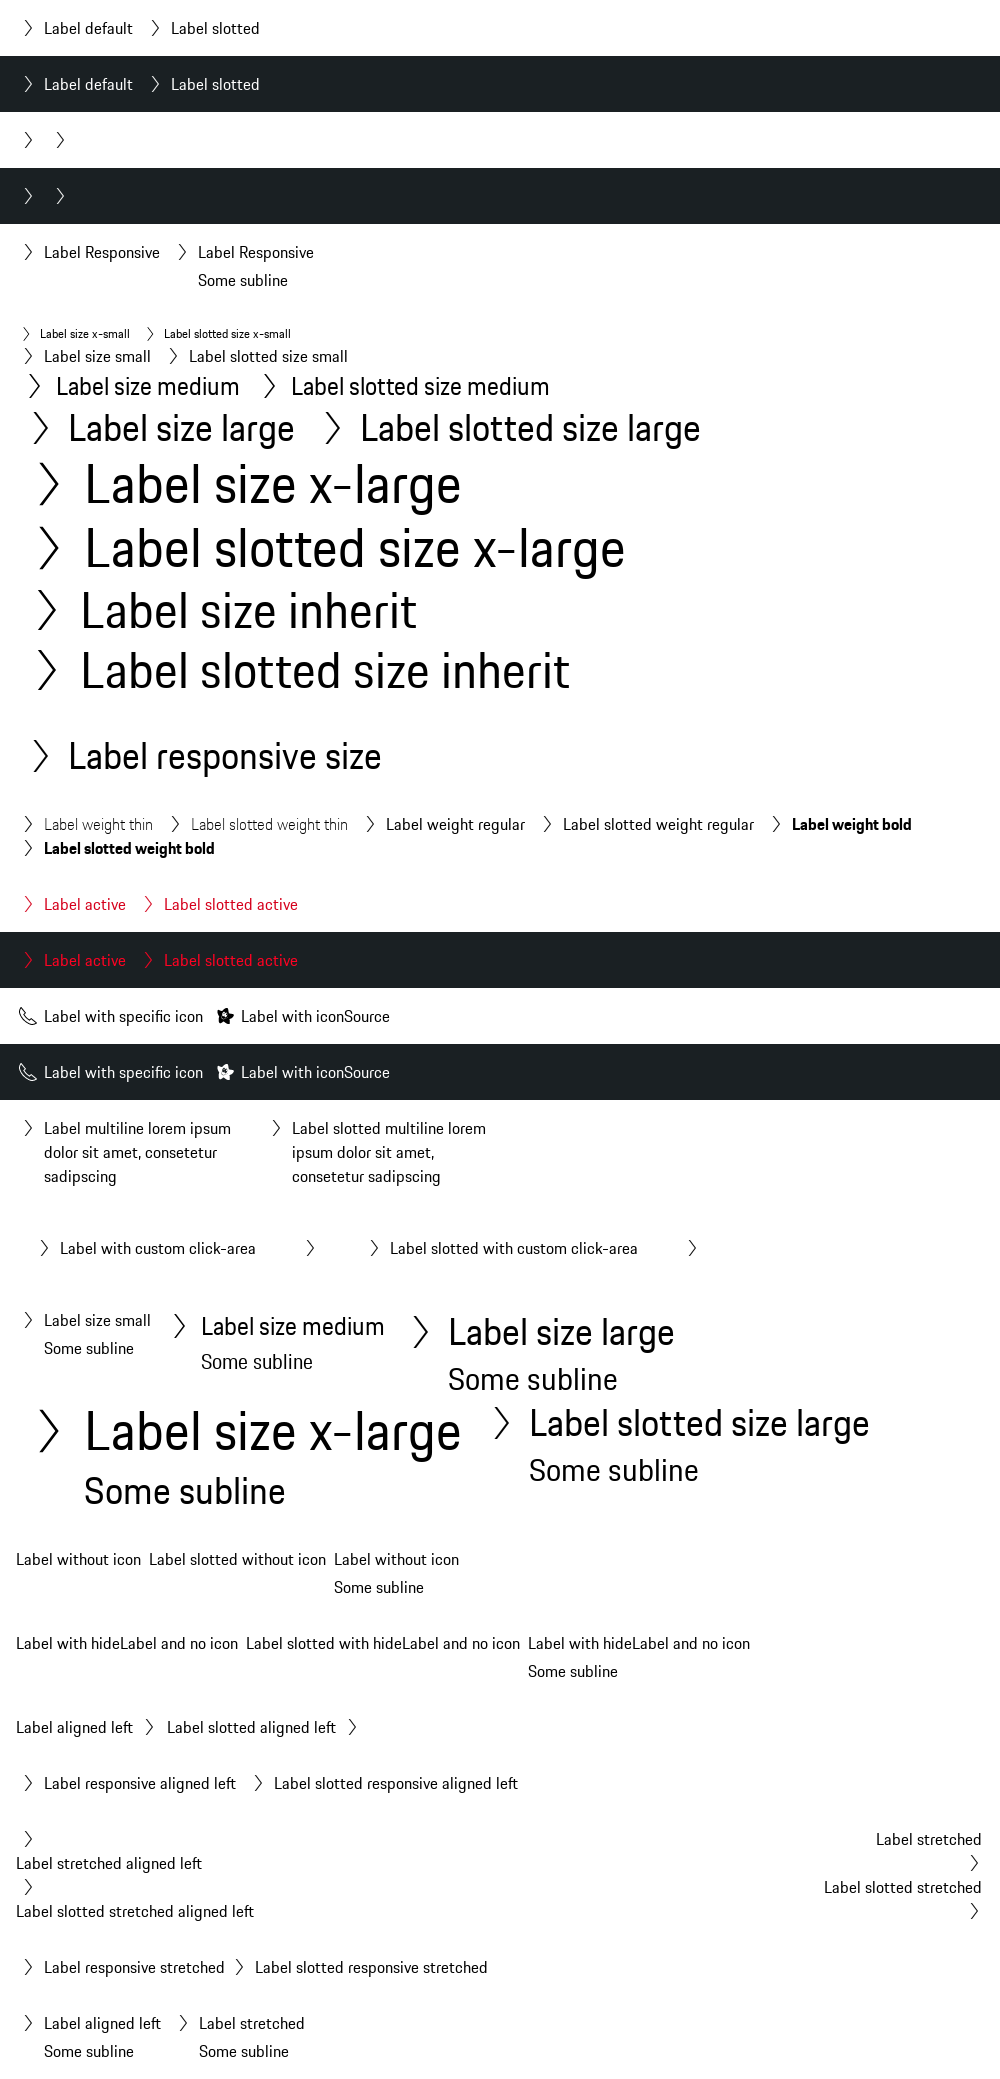 Label default Label slotted
Label default Label slotted
Label Responsive Label Responsive
Some subline
Label size x-small Label slotted size x-small
Label size small Label slotted size small
Label size medium Label slotted size medium
Label size large Label slotted size large
Label size x-large
Label slotted size x-large
Label size inherit
Label slotted size inherit
Label responsive size
Label weight thin Label slotted weight thin Label weight regular Label slotted weight regular Label weight bold
Label slotted weight bold
Label active Label slotted active
Label active Label slotted active
Label with specific icon Label with iconSource
Label with specific icon Label with iconSource
Label multiline lorem ipsum
dolor sit amet, consetetur
sadipscing
Label slotted multiline lorem
ipsum dolor sit amet,
consetetur sadipscing
Label with custom click-area Label slotted with custom click-area
Label size small
Some subline
Label size medium
Some subline
Label size large
Some subline
Label size x-large
Some subline
Label slotted size large
Some subline
Label without icon Label slotted without icon Label without icon
Some subline
Label with hideLabel and no icon Label slotted with hideLabel and no icon Label with hideLabel and no icon
Some subline
Label aligned left Label slotted aligned left
Label responsive aligned left Label slotted responsive aligned left
Label stretched
Label stretched aligned left
Label slotted stretched
Label slotted stretched aligned left
Label responsive stretched Label slotted responsive stretched
Label aligned left Label stretched
Some subline Some subline